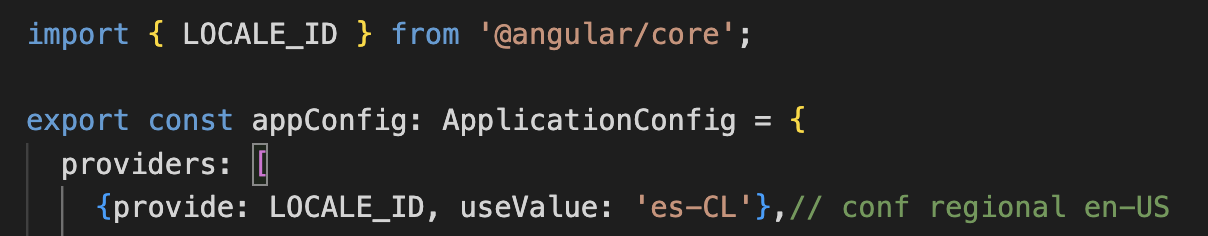 import { LOCALE_ID } from '@angular/core';
export const appConfig: ApplicationConfig = {
providers: [
{provide: LOCALE_ID, useValue: 'es-CL'},// conf regional en-US